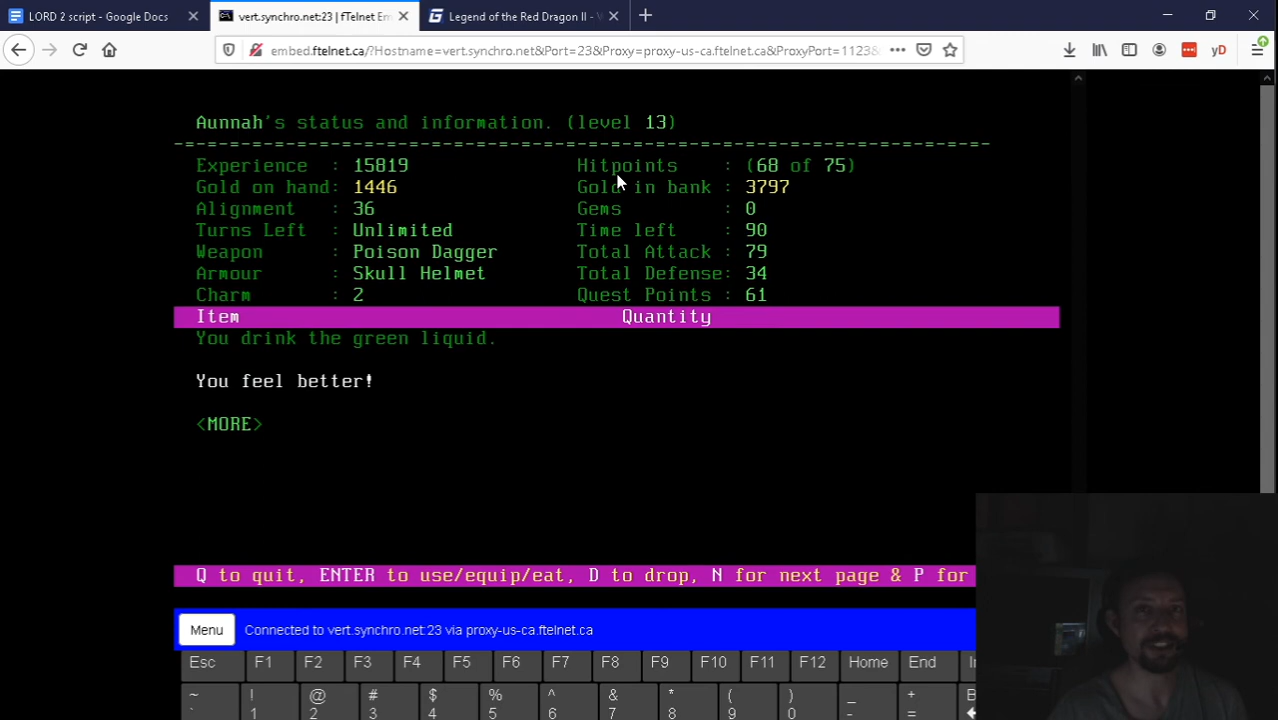 LORD 2 script - Google Docs
vert.synchro.net:23 | fTelnet Em
Legend of the Red Dragon II -
embed.ftelnet.ca/?Hostname=vert.synchro.net&Port=23&Proxy=proxy-us-ca.ftelnet.ca&ProxyPort=1123&
yD
Aunnah's status and information. (level 13)
-=-=-=-=-=-=-=-=-=-=-=-=-=-=-=-=-=-=-=-=-=-=-=-=-=-=-=-=-=-=-=-=-=-=-=-=-
Experience : 15819 Hitpoints : (68 of 75)
Gold on hand: 1446 Gold in bank : 3797
Alignment : 36 Gems : 0
Turns Left : Unlimited Time left : 90
Weapon : Poison Dagger Total Attack : 79
Armour : Skull Helmet Total Defense: 34
Charm : 2 Quest Points : 61
Item Quantity
You drink the green liquid.
You feel better!
<MORE>
Q to quit, ENTER to use/equip/eat, D to drop, N for next page & P for
Menu Connected to vert.synchro.net:23 via proxy-us-ca.ftelnet.ca
Esc F1 F2 F3 F4 F5 F6 F7 F8 F9 F10 F11 F12 Home End
~ ! @ # $ % ^ & * ( ) _ + B
` 1 2 3 4 5 6 7 8 9 0 - =